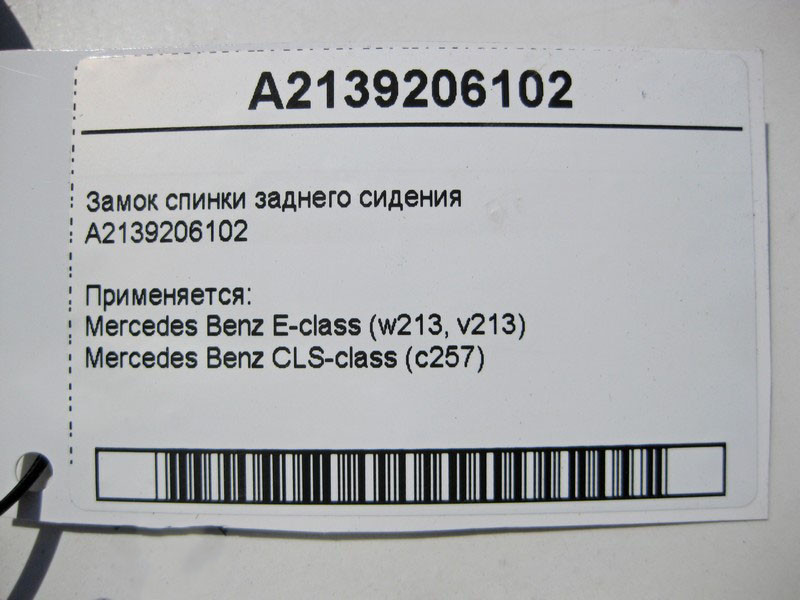 A2139206102
Замок спинки заднего сидения
A2139206102
Применяется:
Mercedes Benz E-class (w213, v213)
Mercedes Benz CLS-class (c257)